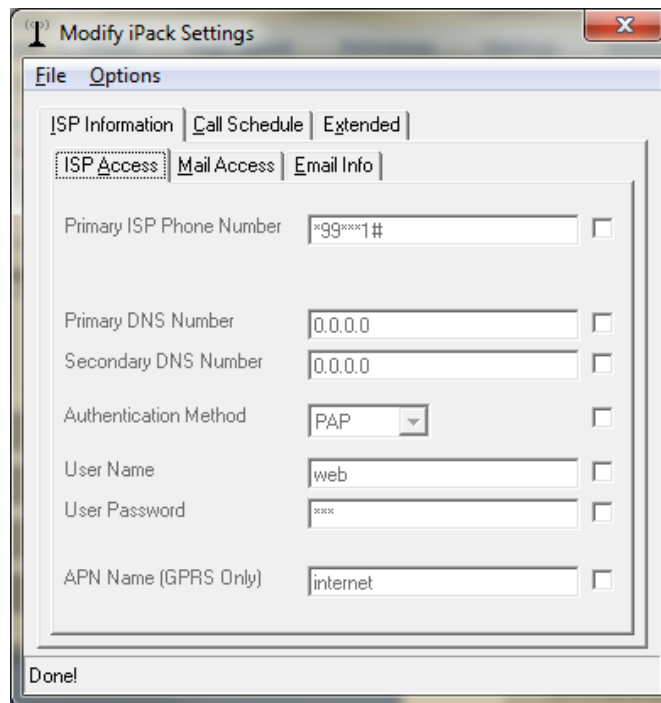 Modify iPack Settings
File Options
ISP Information Call Schedule Extended
ISP Access Mail Access Email Info
Primary ISP Phone Number *99***1#
Primary DNS Number 0.0.0.0
Secondary DNS Number 0.0.0.0
Authentication Method PAP
User Name web
User Password ***
APN Name (GPRS Only) internet
Done!